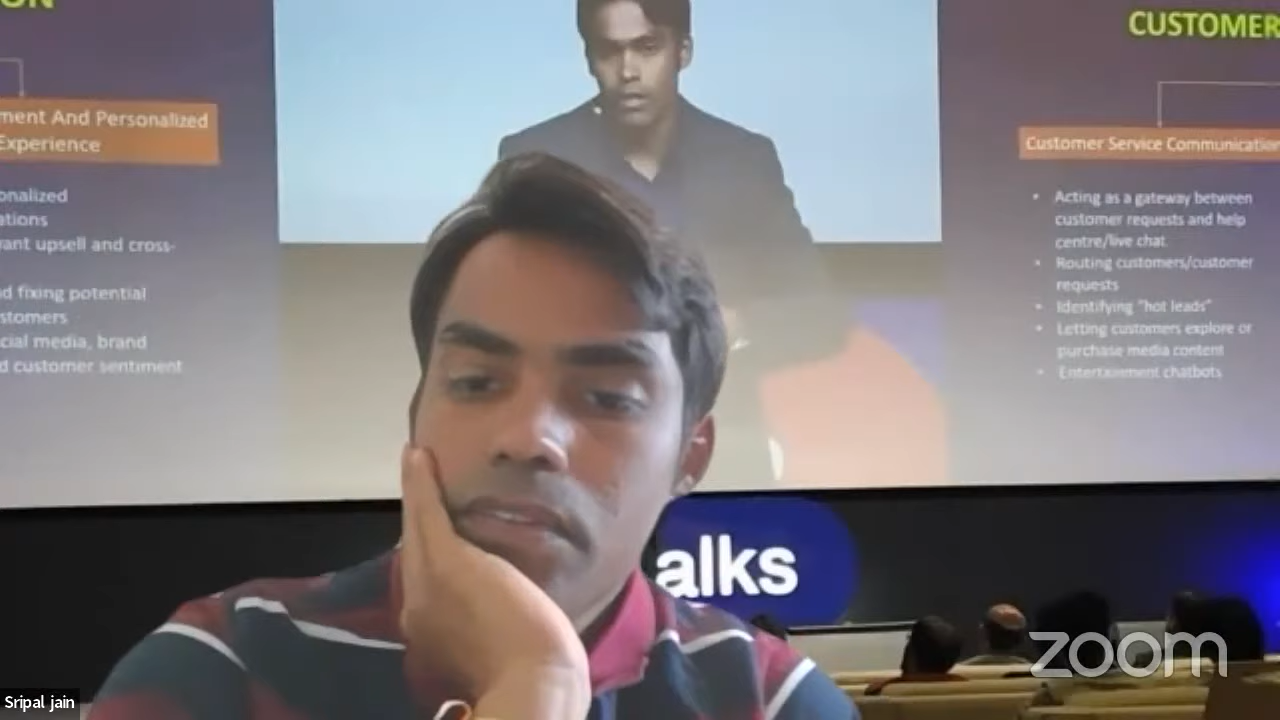 ON
ment And Personalized
Experience
onalized
ations
vant upsell and cross-
d fixing potential
stomers
cial media, brand
d customer sentiment
CUSTOMER
Customer Service Communication
• Acting as a gateway between
customer requests and help
centre/live chat.
• Routing customers/customer
requests
• Identifying "hot leads"
• Letting customers explore or
purchase media content
• Entertainment chatbots
alks
zoom
Sripal jain